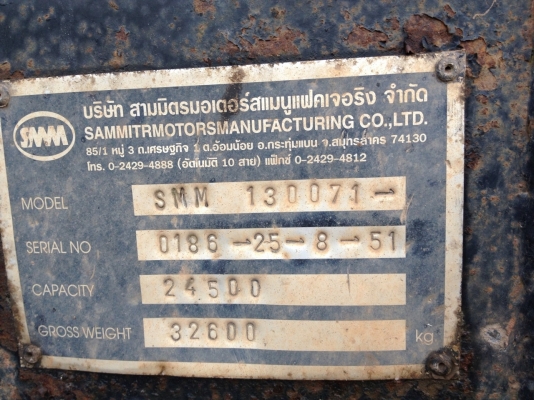 SMM
บริษัท สามมิตรมอเตอร์สแมนูแฟคเจอริง จำกัด
SAMMITRMOTORSMANUFACTURING CO.,LTD.
85/1 หมู่ 3 ถ.เศรษฐกิจ 1 ต.อ้อมน้อย อ.กระทุ่มแบน จ.สมุทรสาคร 74130
โทร. 0-2429-4888 (อัตโนมัติ 10 สาย) แฟ็กซ์ 0-2429-4812
MODEL SMM 130071→
SERIAL NO 0186→25→8→51
CAPACITY 24500
GROSS WEIGHT 32600 kg